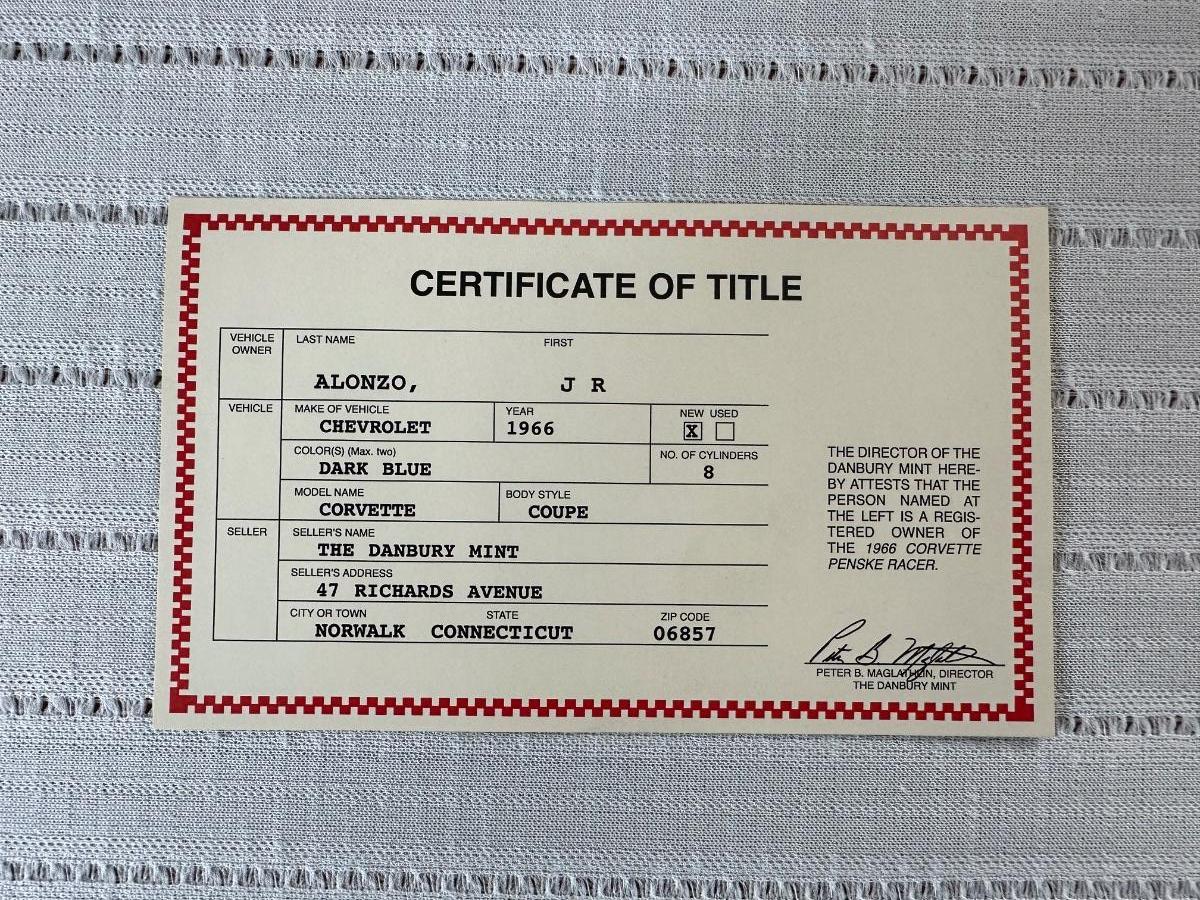 CERTIFICATE OF TITLE
VEHICLE OWNER
LAST NAME FIRST
ALONZO, J R
VEHICLE
MAKE OF VEHICLE YEAR NEW USED
CHEVROLET 1966 X
COLOR(S) (Max. two) NO. OF CYLINDERS
DARK BLUE 8
MODEL NAME BODY STYLE
CORVETTE COUPE
SELLER
SELLER'S NAME
THE DANBURY MINT
SELLER'S ADDRESS
47 RICHARDS AVENUE
CITY OR TOWN STATE ZIP CODE
NORWALK CONNECTICUT 06857
THE DIRECTOR OF THE
DANBURY MINT HERE-
BY ATTESTS THAT THE
PERSON NAMED AT
THE LEFT IS A REGIS-
TERED OWNER OF
THE 1966 CORVETTE
PENSKE RACER.
PETER B. MAGLATHLIN, DIRECTOR
THE DANBURY MINT